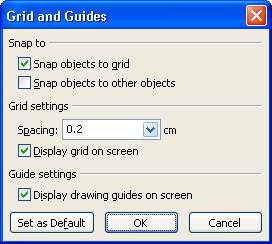 Grid and Guides
Snap to
Snap objects to grid
Snap objects to other objects
Grid settings
Spacing: 0.2 cm
Display grid on screen
Guide settings
Display drawing guides on screen
Set as Default OK Cancel